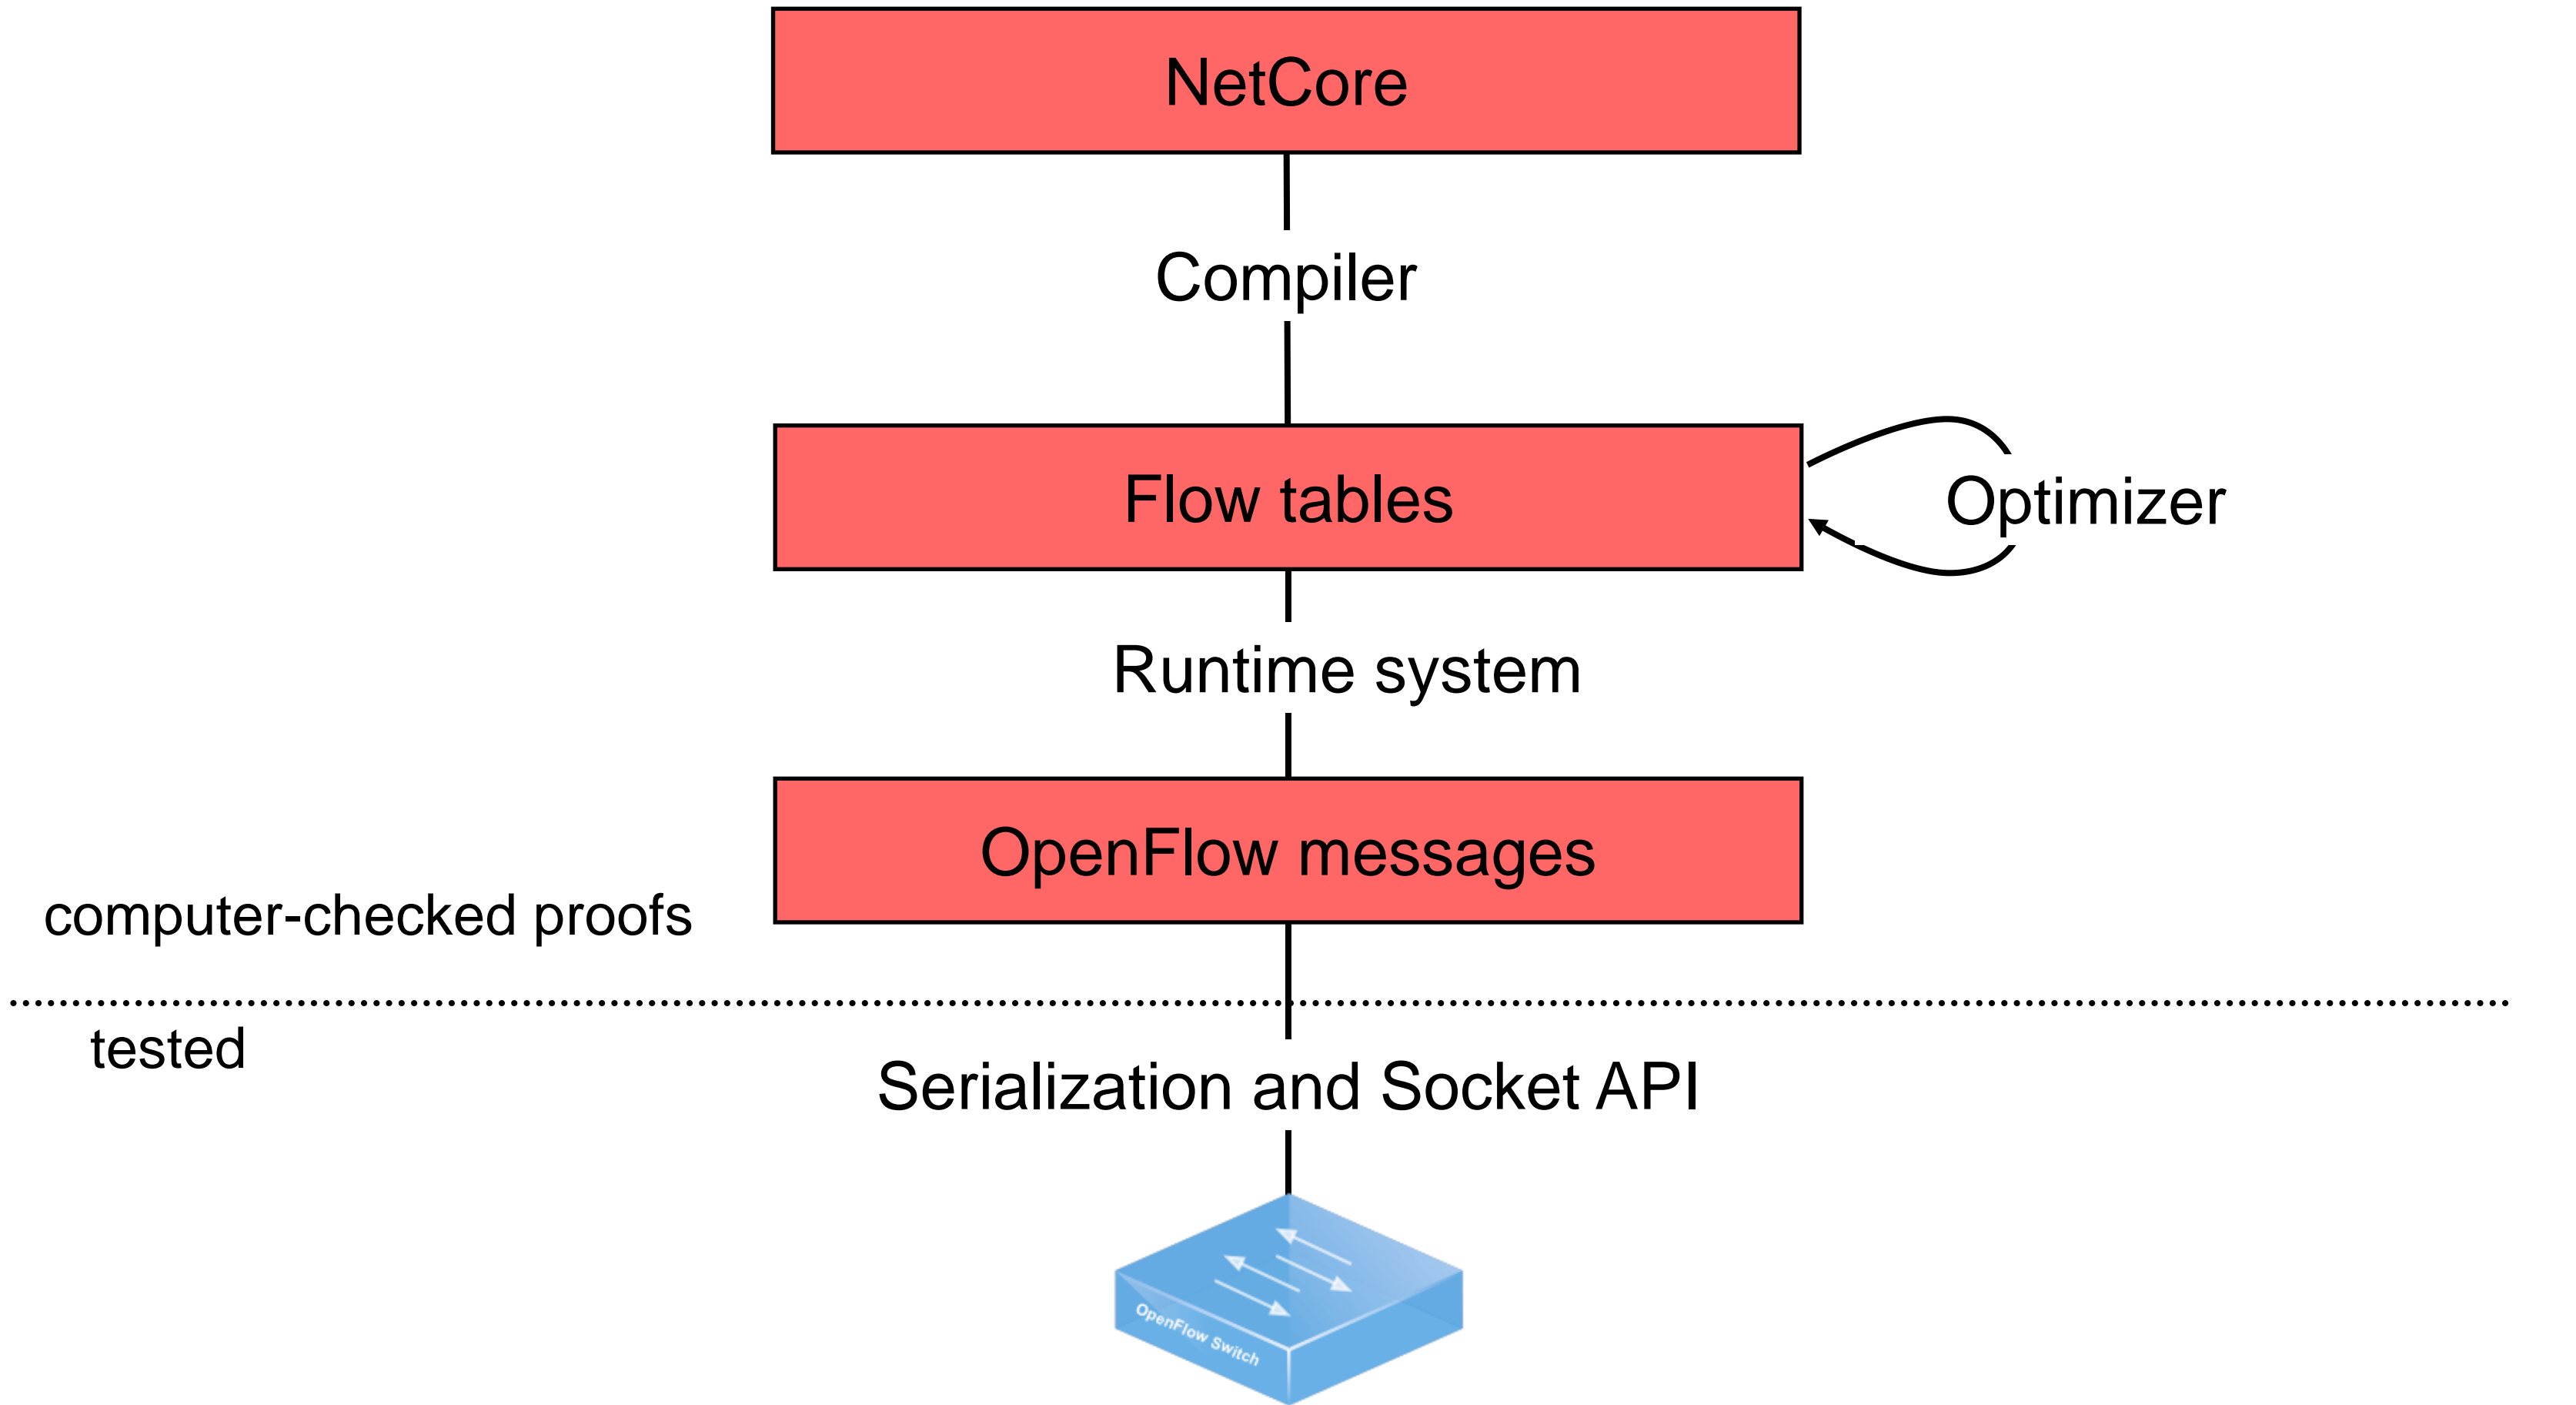 NetCore
Compiler
Flow tables
Optimizer
Runtime system
OpenFlow messages
computer-checked proofs
tested
Serialization and Socket API
OpenFlow Switch